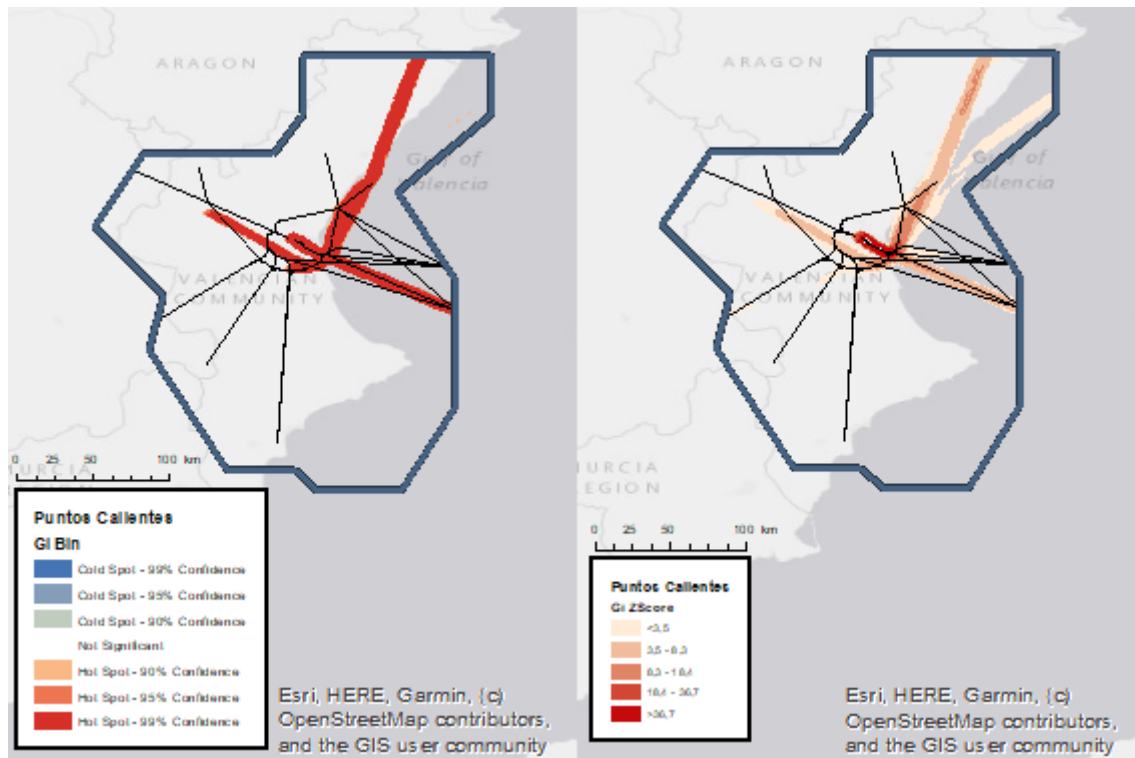 ARAGON
Gulf of
Valencia
VALENCIAN
COMMUNITY
MURCIA
REGION
0 25 50 100 km
Puntos Calientes
Gi Bin
Cold Spot - 99% Confidence
Cold Spot - 95% Confidence
Cold Spot - 90% Confidence
Not Significant
Hot Spot - 90% Confidence
Hot Spot - 95% Confidence
Hot Spot - 99% Confidence
Esri, HERE, Garmin, (c)
OpenStreetMap contributors,
and the GIS user community
ARAGON
Gulf of
Valencia
VALENCIAN
COMMUNITY
MURCIA
REGION
0 25 50 100 km
Puntos Calientes
Gi ZScore
<3,5
3,5 - 8,3
8,3 - 18,4
18,4 - 36,7
>36,7
Esri, HERE, Garmin, (c)
OpenStreetMap contributors,
and the GIS user community